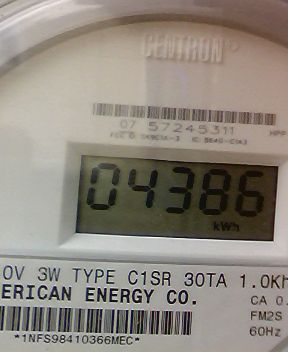 CENTRON
07 57245311
04386
kWh
0V 3W TYPE C1SR 30TA 1.0Kh
ERICAN ENERGY CO.
CA 0.
FM2S
60Hz
*1NFS98410366MEC*